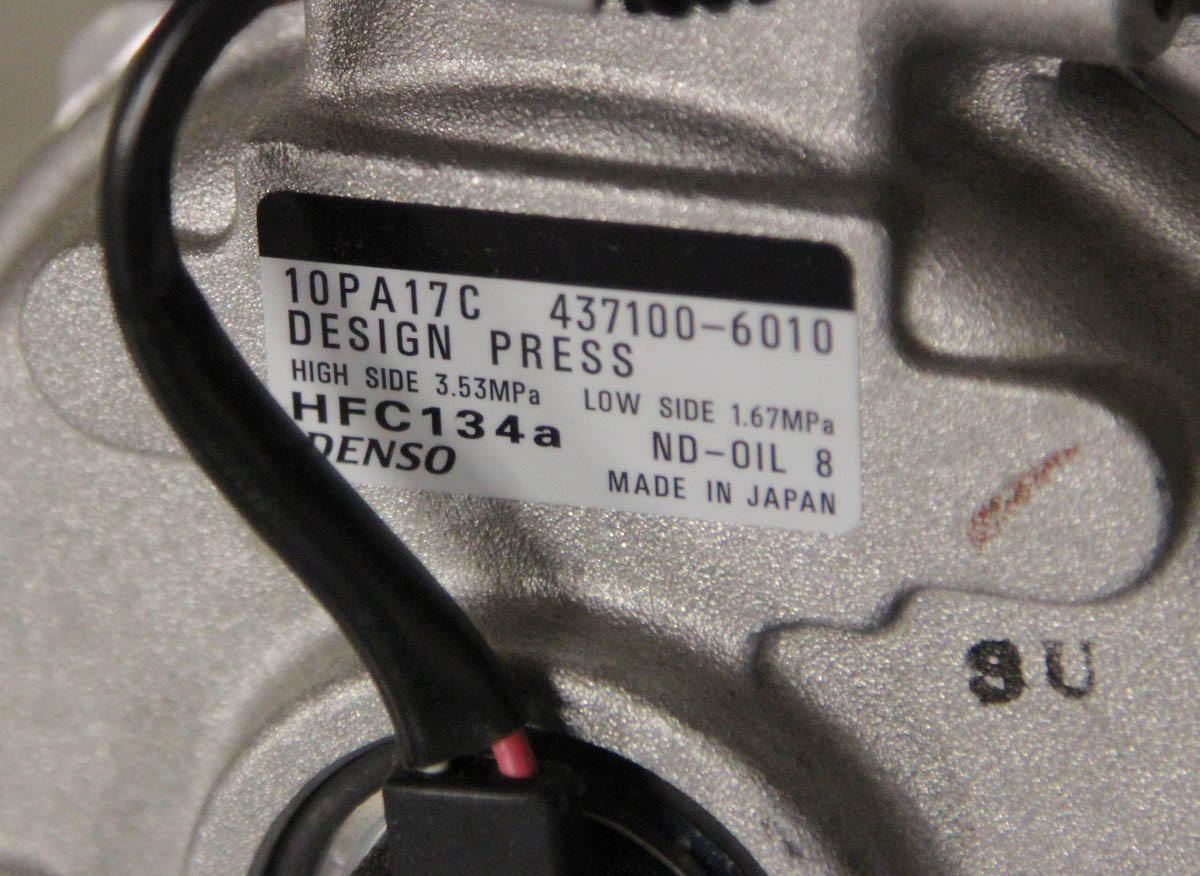 10PA17C 437100-6010
DESIGN PRESS
HIGH SIDE 3.53MPa LOW SIDE 1.67MPa
HFC134a ND-OIL 8
DENSO MADE IN JAPAN